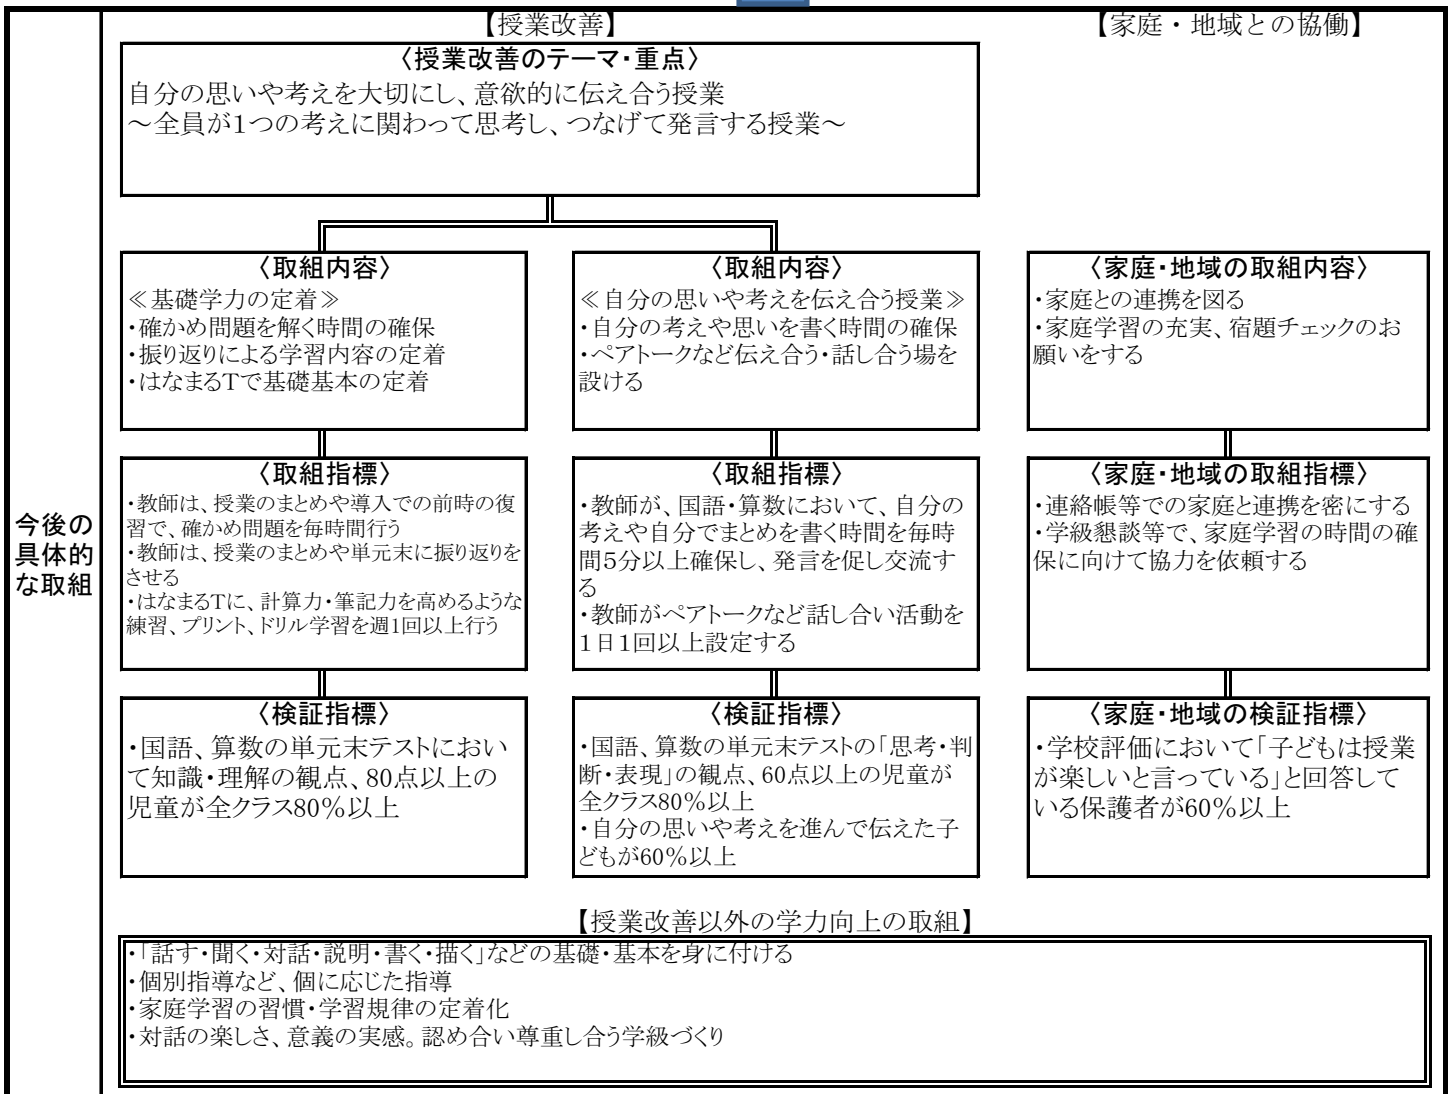 【授業改善】
【家庭・地域との協働】
〈授業改善のテーマ・重点〉
自分の思いや考えを大切にし、意欲的に伝え合う授業
～全員が1つの考えに関わって思考し、つなげて発言する授業～
今後の
具体的
な取組
〈取組内容〉
≪基礎学力の定着≫
・確かめ問題を解く時間の確保
・振り返りによる学習内容の定着
・はなまるTで基礎基本の定着
〈取組内容〉
≪自分の思いや考えを伝え合う授業≫
・自分の考えや思いを書く時間の確保
・ペアトークなど伝え合う・話し合う場を
設ける
〈家庭・地域の取組内容〉
・家庭との連携を図る
・家庭学習の充実、宿題チェックのお
願いをする
〈取組指標〉
・教師は、授業のまとめや導入での前時の復
習で、確かめ問題を毎時間行う
・教師は、授業のまとめや単元末に振り返りを
させる
・はなまるTに、計算力・筆記力を高めるような
練習、プリント、ドリル学習を週1回以上行う
〈取組指標〉
・教師が、国語・算数において、自分の
考えや自分でまとめを書く時間を毎時
間5分以上確保し、発言を促し交流す
る
・教師がペアトークなど話し合い活動を
1日1回以上設定する
〈家庭・地域の取組指標〉
・連絡帳等での家庭と連携を密にする
・学級懇談等で、家庭学習の時間の確
保に向けて協力を依頼する
〈検証指標〉
・国語、算数の単元末テストにおい
て知識・理解の観点、80点以上の
児童が全クラス80％以上
〈検証指標〉
・国語、算数の単元末テストの「思考・判
断・表現」の観点、60点以上の児童が
全クラス80％以上
・自分の思いや考えを進んで伝えた子
どもが60％以上
〈家庭・地域の検証指標〉
・学校評価において「子どもは授業
が楽しいと言っている」と回答して
いる保護者が60％以上
【授業改善以外の学力向上の取組】
・「話す・聞く・対話・説明・書く・描く」などの基礎・基本を身に付ける
・個別指導など、個に応じた指導
・家庭学習の習慣・学習規律の定着化
・対話の楽しさ、意義の実感。認め合い尊重し合う学級づくり